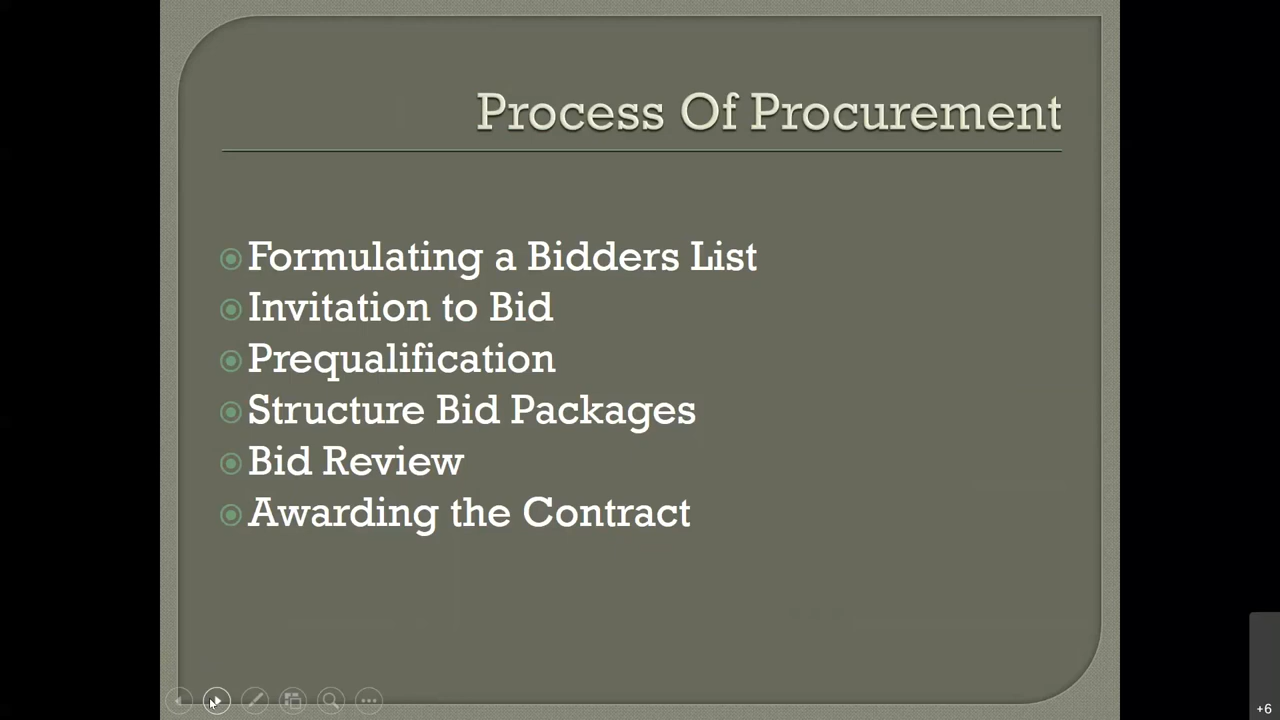 Process Of Procurement
Formulating a Bidders List
Invitation to Bid
Prequalification
Structure Bid Packages
Bid Review
Awarding the Contract
+6